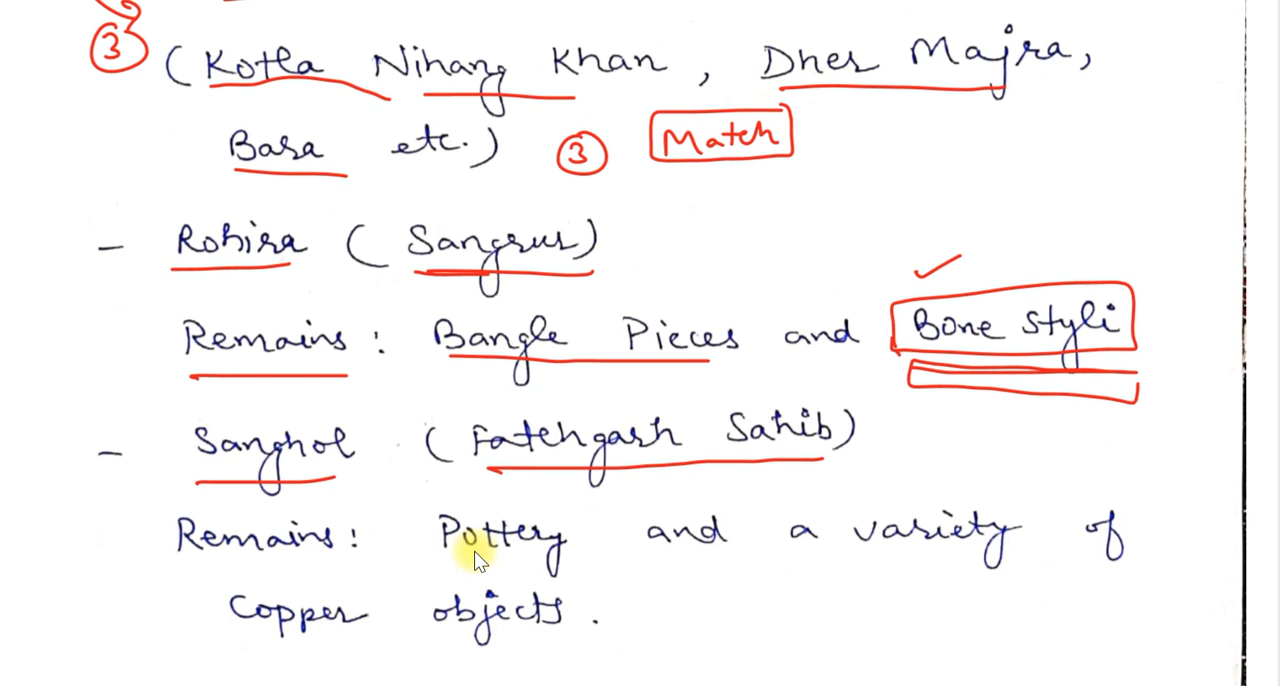 ③ (Kotla Nihang Khan, Dher Majra,
Bara etc.) ③ Match
- Rohira (Sangrur)
Remains: Bangle Pieces and Bone Styli
- Sanghol (Fatehgarh Sahib)
Remains: Pottery and a variety of
Copper objects.